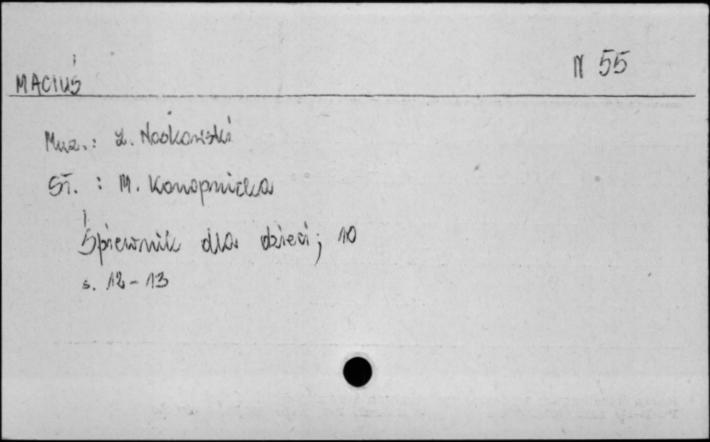 N 55
MACIUŚ
Muz.: Z. Noskowski
Sł. : M. Konopnicka
Śpiewnik dla dzieci; 10
s. 12-13